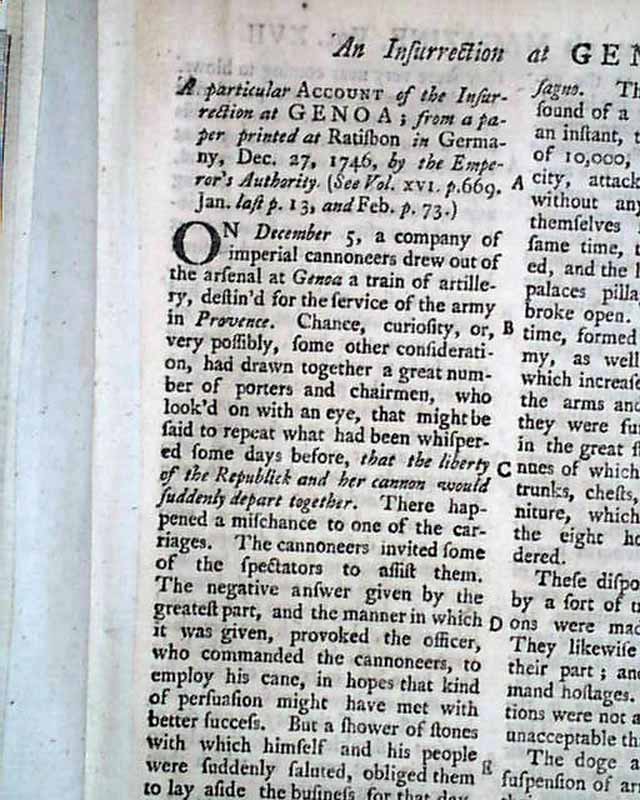 An Inſurrection at GEN
A particular ACCOUNT of the Inſur-
rection at GENOA; from a pa-
per printed at Ratiſbon in Germa-
ny, Dec. 27, 1746, by the Empe-
ror's Authority. (See Vol. XVI. p.669.
Jan. laſt p. 13, and Feb. p. 73.)
ON December 5, a company of
imperial cannoneers drew out of
the arſenal at Genoa a train of artille-
ry, deſtin'd for the ſervice of the army
in Provence. Chance, curioſity, or,
very poſſibly, ſome other conſiderati-
on, had drawn together a great num-
ber of porters and chairmen, who
look'd on with an eye, that might be
ſaid to repeat what had been whiſper-
ed ſome days before, that the liberty
of the Republick and her cannon would
ſuddenly depart together. There hap-
pened a miſchance to one of the car-
riages. The cannoneers invited ſome
of the ſpectators to aſſiſt them.
The negative anſwer given by the
greateſt part, and the manner in which
it was given, provoked the officer,
who commanded the cannoneers, to
employ his cane, in hopes that kind
of perſuaſion might have met with
better ſucceſs. But a ſhower of ſtones
with which himſelf and his people
were ſuddenly ſaluted, obliged them
to lay aſide the buſineſs for that day
A
B
C
D
E
ſagno. Th
ſound of a
an inſtant, t
of 10,000,
city, attack
without any
themſelves
ſame time, t
ed, and the l
palaces pilla
broke open.
time, formed
my, as well
which increaſe
the arms and
they were fur
in the great ſt
nues of which
trunks, cheſts,
niture, which
the eight ho
dered.
Theſe diſpo
by a ſort of t
ons were mad
They likewiſe
their part; and
mand hoſtages.
tions were not a
unacceptable th
The doge a
ſuſpenſion of ar